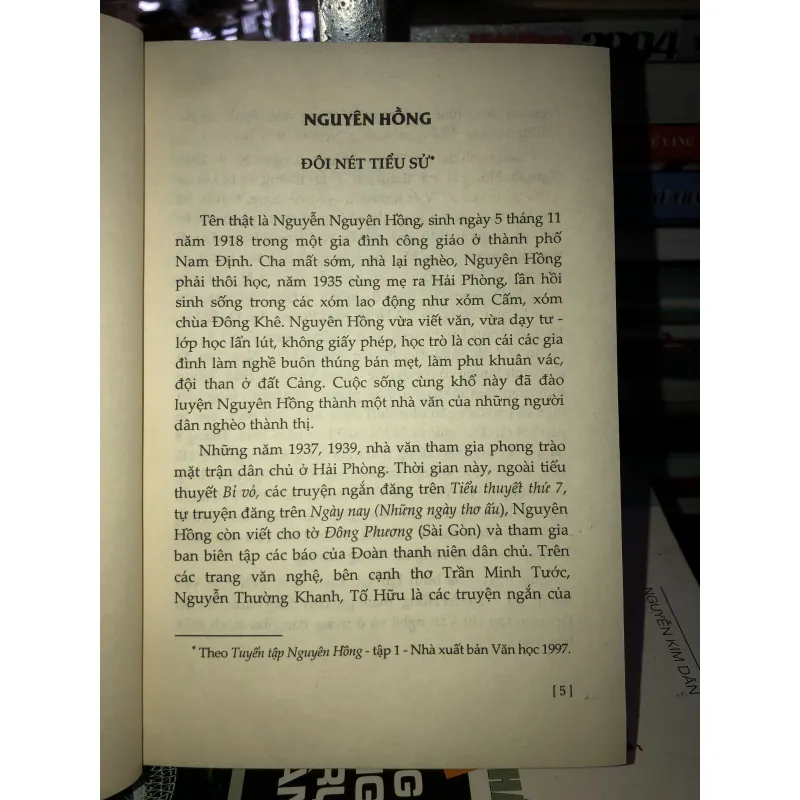 NGUYÊN HỒNG
ĐÔI NÉT TIỂU SỬ*
Tên thật là Nguyễn Nguyên Hồng, sinh ngày 5 tháng 11
năm 1918 trong một gia đình công giáo ở thành phố
Nam Định. Cha mất sớm, nhà lại nghèo, Nguyên Hồng
phải thôi học, năm 1935 cùng mẹ ra Hải Phòng, lần hồi
sinh sống trong các xóm lao động như xóm Cấm, xóm
chùa Đông Khê. Nguyên Hồng vừa viết văn, vừa dạy tư -
lớp học lấn lút, không giấy phép, học trò là con cái các gia
đình làm nghề buôn thúng bán mẹt, làm phu khuân vác,
đội than ở đất Cảng. Cuộc sống cùng khổ này đã đào
luyện Nguyên Hồng thành một nhà văn của những người
dân nghèo thành thị.
Những năm 1937, 1939, nhà văn tham gia phong trào
mặt trận dân chủ ở Hải Phòng. Thời gian này, ngoài tiểu
thuyết Bỉ vỏ, các truyện ngắn đăng trên Tiểu thuyết thứ 7,
tự truyện đăng trên Ngày nay (Những ngày thơ ấu), Nguyên
Hồng còn viết cho tờ Đông Phương (Sài Gòn) và tham gia
ban biên tập các báo của Đoàn thanh niên dân chủ. Trên
các trang văn nghệ, bên cạnh thơ Trần Minh Tước,
Nguyễn Thường Khanh, Tố Hữu là các truyện ngắn của
* Theo Tuyển tập Nguyên Hồng - tập 1 - Nhà xuất bản Văn học 1997.
[ 5 ]
NGUYỄN KIM DÂN